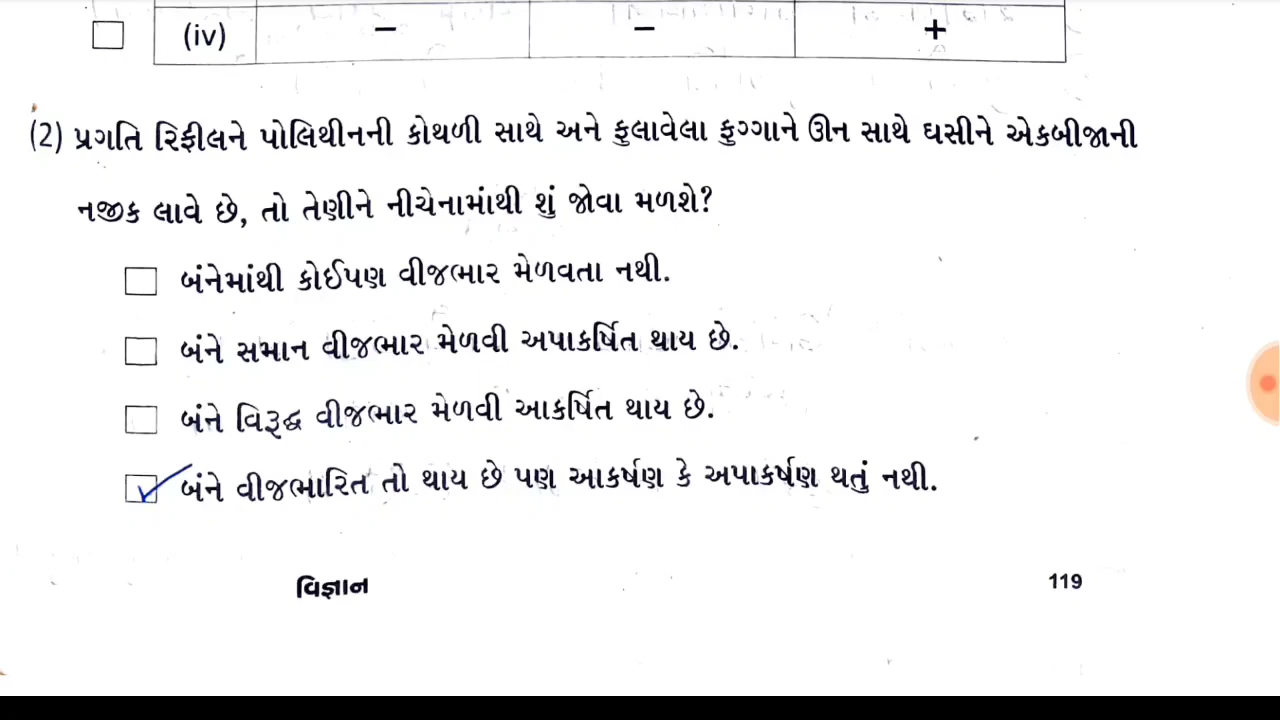 (iv) – – +
(2) પ્રગતિ રિફીલને પોલિથીનની કોથળી સાથે અને ફુલાવેલા ફુગ્ગાને ઊન સાથે ઘસીને એકબીજાની
નજીક લાવે છે, તો તેણીને નીચેનામાંથી શું જોવા મળશે?
બંનેમાંથી કોઈપણ વીજભાર મેળવતા નથી.
બંને સમાન વીજભાર મેળવી અપાકર્ષિત થાય છે.
બંને વિરૂદ્ધ વીજભાર મેળવી આકર્ષિત થાય છે.
બંને વીજભારિત તો થાય છે પણ આકર્ષણ કે અપાકર્ષણ થતું નથી.
વિજ્ઞાન 119